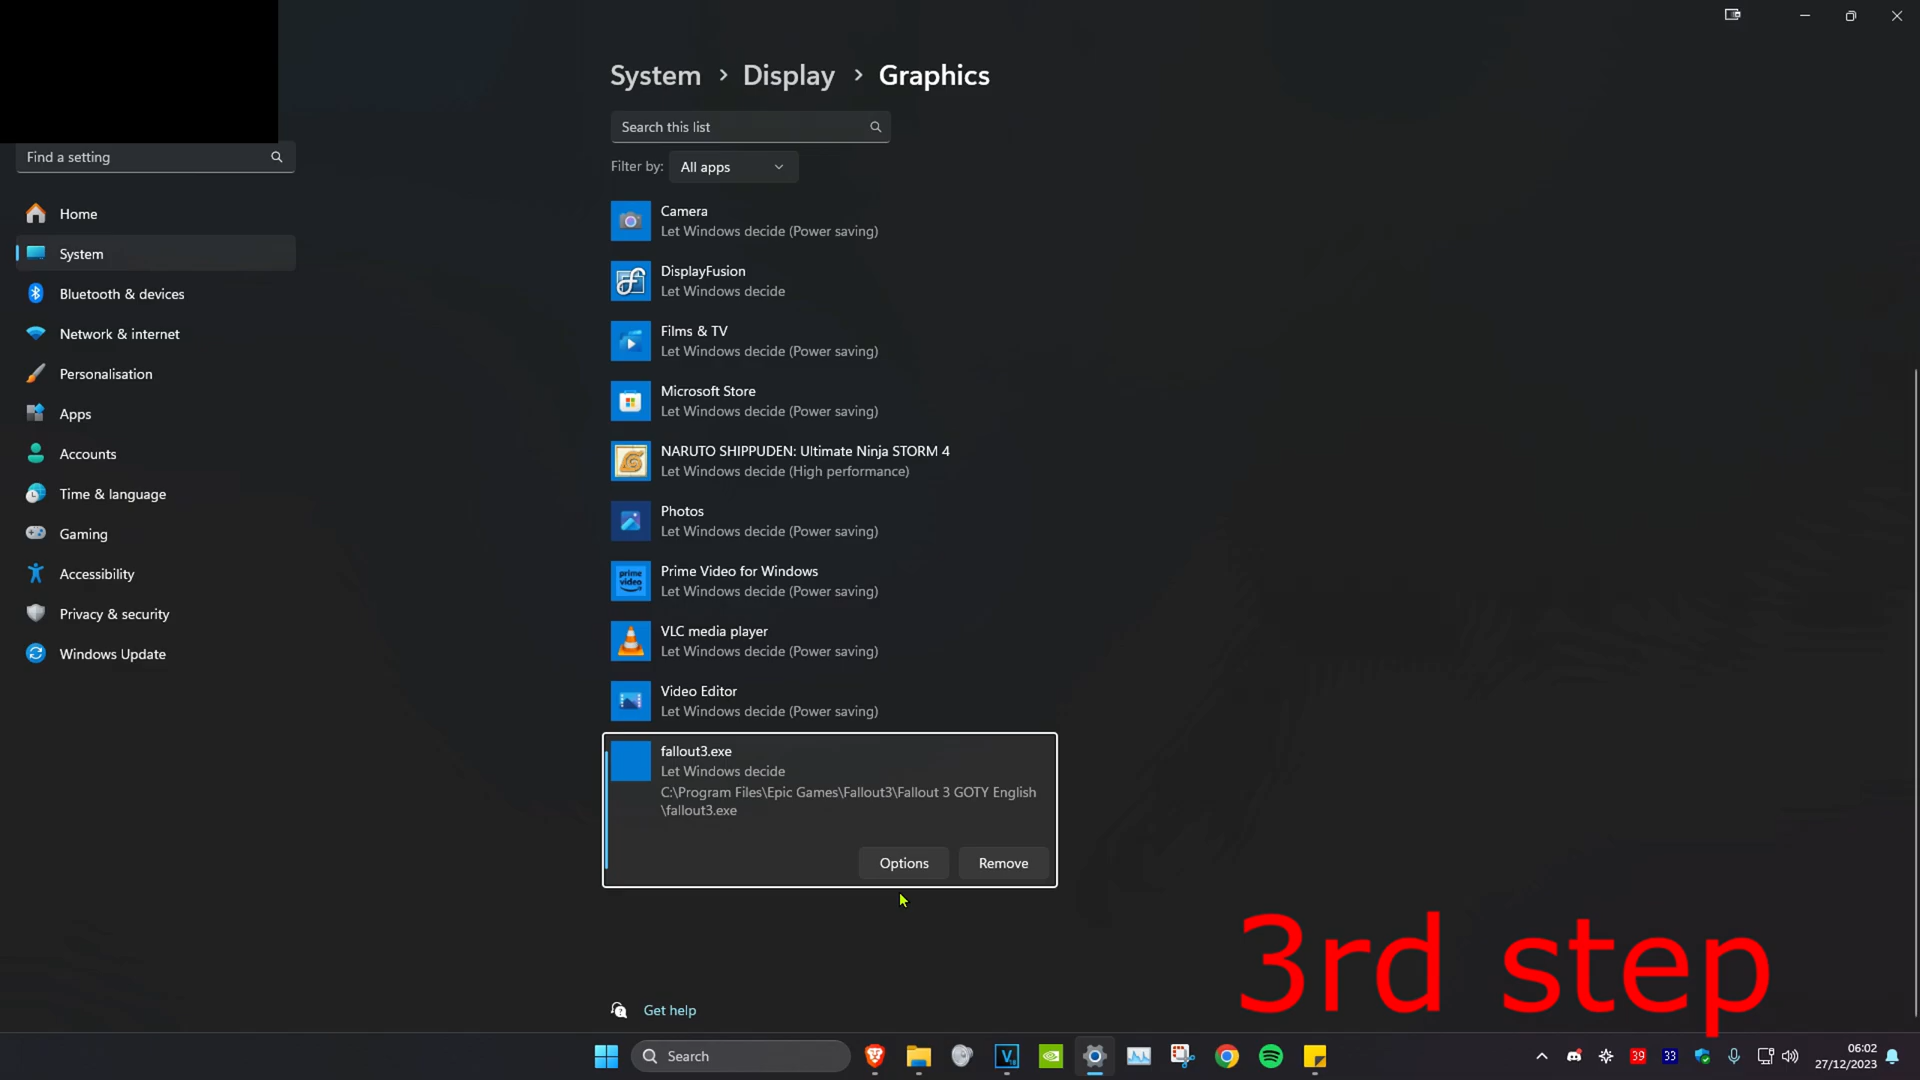 System > Display > Graphics
Search this list
Find a setting
Filter by: All apps
Home
System
Bluetooth & devices
Network & internet
Personalisation
Apps
Accounts
Time & language
Gaming
Accessibility
Privacy & security
Windows Update
Camera
Let Windows decide (Power saving)
DisplayFusion
Let Windows decide
Films & TV
Let Windows decide (Power saving)
Microsoft Store
Let Windows decide (Power saving)
NARUTO SHIPPUDEN: Ultimate Ninja STORM 4
Let Windows decide (High performance)
Photos
Let Windows decide (Power saving)
prime video
Prime Video for Windows
Let Windows decide (Power saving)
VLC media player
Let Windows decide (Power saving)
Video Editor
Let Windows decide (Power saving)
fallout3.exe
Let Windows decide
C:\Program Files\Epic Games\Fallout3\Fallout 3 GOTY English
\fallout3.exe
Options Remove
3rd step
Get help
Search
39 33 06:02
27/12/2023